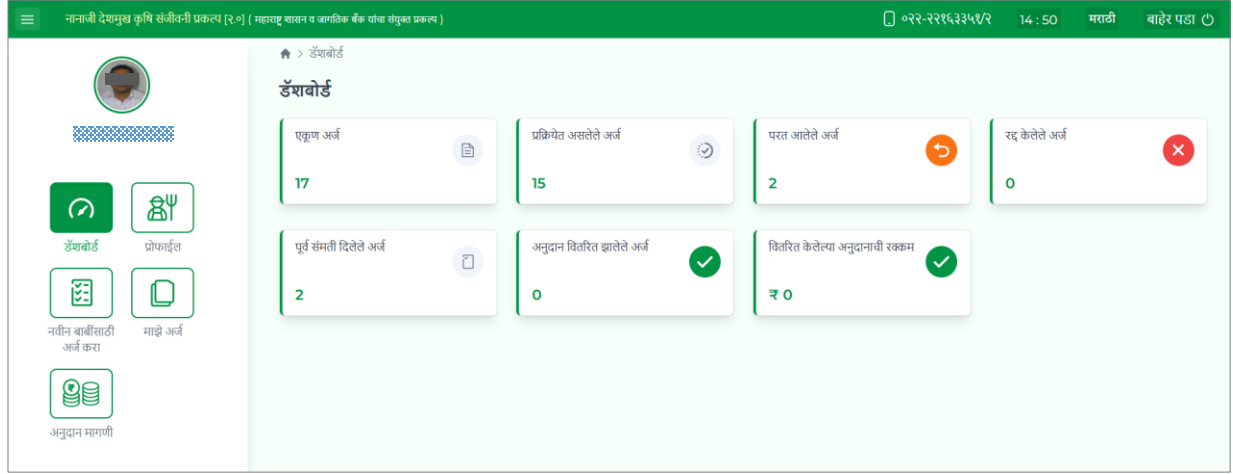 नानाजी देशमुख कृषि संजीवनी प्रकल्प [२.०] ( महाराष्ट्र शासन व जागतिक बँक यांचा संयुक्त प्रकल्प )
०२२-२२१६३३५१/२
14 : 50
मराठी
बाहेर पडा
> डॅशबोर्ड
डॅशबोर्ड
एकूण अर्ज
17
प्रक्रियेत असलेले अर्ज
15
परत आलेले अर्ज
2
रद्द केलेले अर्ज
0
पूर्व संमती दिलेले अर्ज
2
अनुदान वितरित झालेले अर्ज
0
वितरित केलेल्या अनुदानाची रक्कम
₹ 0
डॅशबोर्ड
प्रोफाईल
नवीन बाबींसाठी
अर्ज करा
माझे अर्ज
अनुदान मागणी